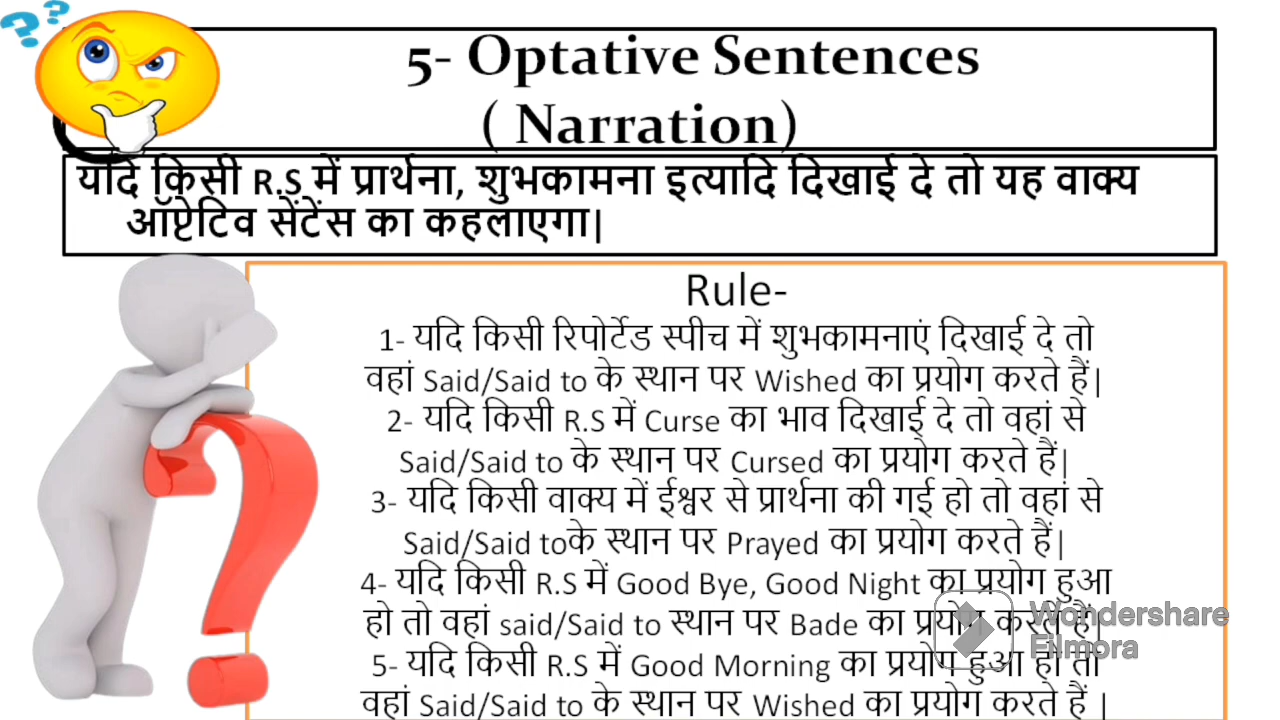 5- Optative Sentences
( Narration)
यदि किसी R.S में प्रार्थना, शुभकामना इत्यादि दिखाई दे तो यह वाक्य
ऑप्टेटिव सेंटेंस का कहलाएगा|
Rule-
1- यदि किसी रिपोर्टेड स्पीच में शुभकामनाएं दिखाई दे तो
वहां Said/Said to के स्थान पर Wished का प्रयोग करते हैं|
2- यदि किसी R.S में Curse का भाव दिखाई दे तो वहां से
Said/Said to के स्थान पर Cursed का प्रयोग करते हैं|
3- यदि किसी वाक्य में ईश्वर से प्रार्थना की गई हो तो वहां से
Said/Said toके स्थान पर Prayed का प्रयोग करते हैं|
4- यदि किसी R.S में Good Bye, Good Night का प्रयोग हुआ
हो तो वहां said/Said to स्थान पर Bade का प्रयोग करते हैं|
5- यदि किसी R.S में Good Morning का प्रयोग हुआ हो तो
वहां Said/Said to के स्थान पर Wished का प्रयोग करते हैं |
Wondershare
Filmora